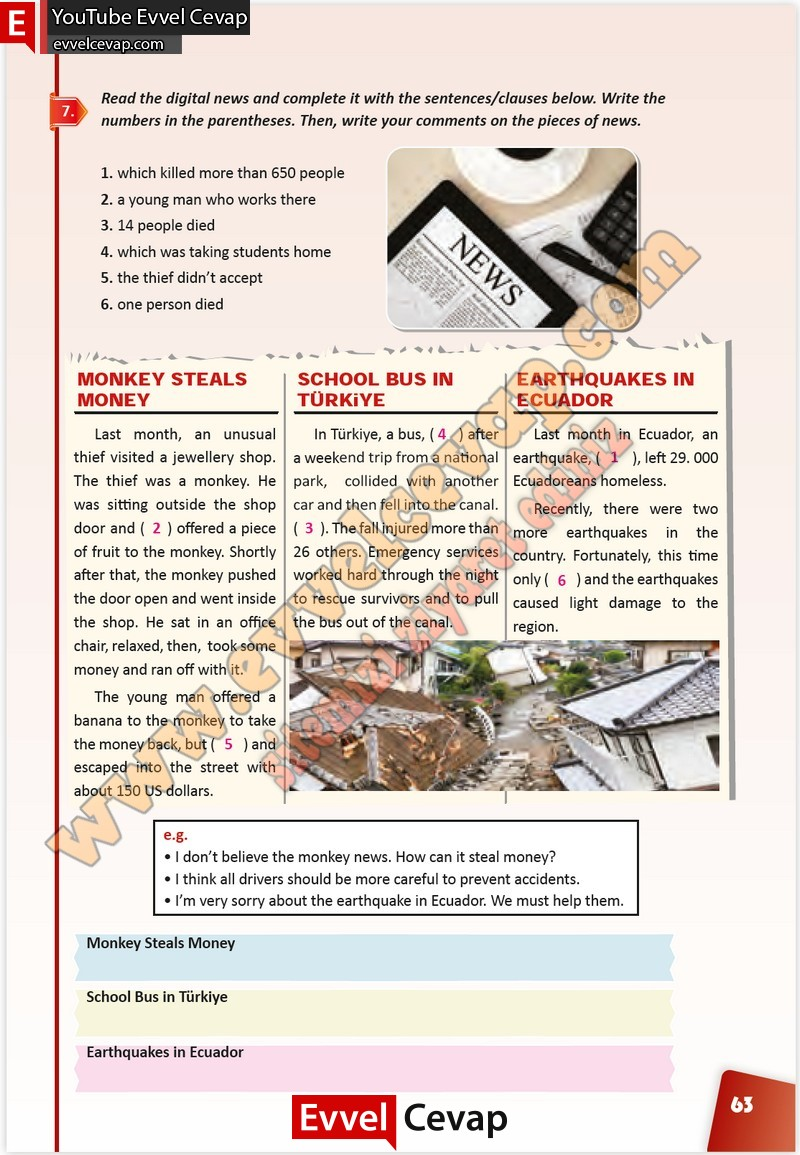 E
YouTube Evvel Cevap
evvelcevap.com
7.
Read the digital news and complete it with the sentences/clauses below. Write the
numbers in the parentheses. Then, write your comments on the pieces of news.
1. which killed more than 650 people
2. a young man who works there
3. 14 people died
4. which was taking students home
5. the thief didn't accept
6. one person died
NEWS
MONKEY STEALS
MONEY
Last month, an unusual
thief visited a jewellery shop.
The thief was a monkey. He
was sitting outside the shop
door and ( 2 ) offered a piece
of fruit to the monkey. Shortly
after that, the monkey pushed
the door open and went inside
the shop. He sat in an office
chair, relaxed, then, took some
money and ran off with it.
The young man offered a
banana to the monkey to take
the money back, but ( 5 ) and
escaped into the street with
about 150 US dollars.
SCHOOL BUS IN
TÜRKiYE
In Türkiye, a bus, ( 4 ) after
a weekend trip from a national
park, collided with another
car and then fell into the canal.
( 3 ). The fall injured more than
26 others. Emergency services
worked hard through the night
to rescue survivors and to pull
the bus out of the canal.
EARTHQUAKES IN
ECUADOR
Last month in Ecuador, an
earthquake, ( 1 ), left 29. 000
Ecuadoreans homeless.
Recently, there were two
more earthquakes in the
country. Fortunately, this time
only ( 6 ) and the earthquakes
caused light damage to the
region.
www.evvelcevap.com
sitemizi ziyaret ediniz
e.g.
• I don't believe the monkey news. How can it steal money?
• I think all drivers should be more careful to prevent accidents.
• I'm very sorry about the earthquake in Ecuador. We must help them.
Monkey Steals Money
School Bus in Türkiye
Earthquakes in Ecuador
63
Evvel Cevap